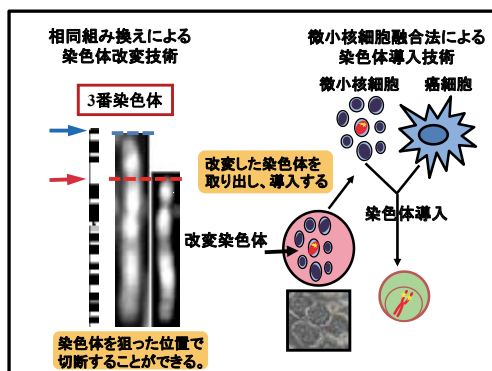 相同組み換えによる
染色体改変技術
3番染色体
染色体を狙った位置で
切断することができる。
微小核細胞融合法による
染色体導入技術
微小核細胞
癌細胞
改変した染色体を
取り出し、導入する
染色体導入
改変染色体